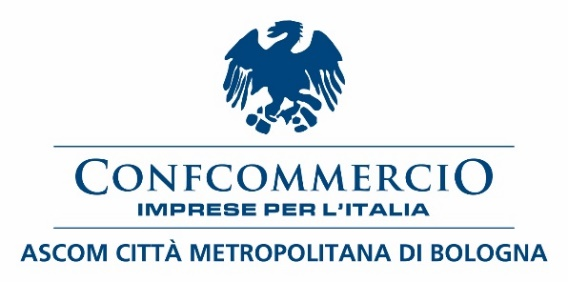 CONFCOMMERCIO
IMPRESE PER L'ITALIA
ASCOM CITTÀ METROPOLITANA DI BOLOGNA